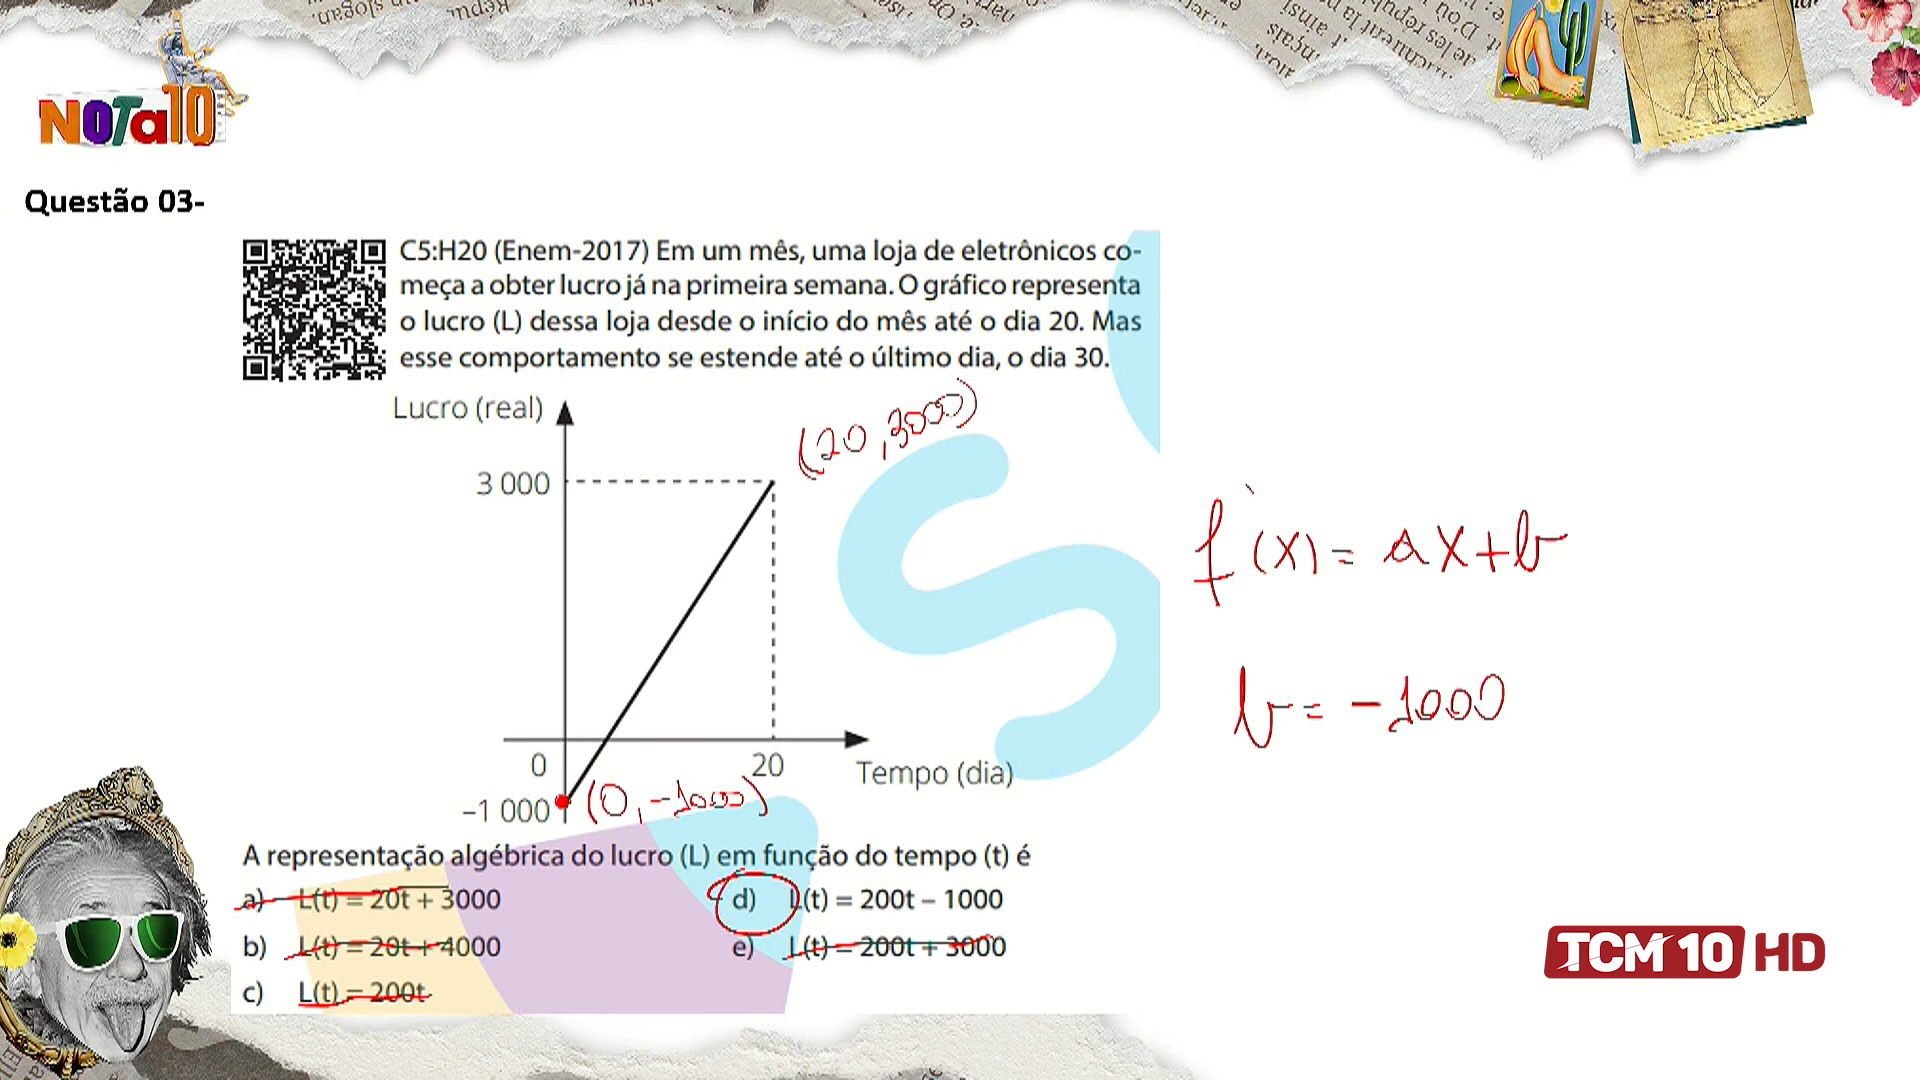 NOTa10
Questão 03-
C5:H20 (Enem-2017) Em um mês, uma loja de eletrônicos co-
meça a obter lucro já na primeira semana. O gráfico representa
o lucro (L) dessa loja desde o início do mês até o dia 20. Mas
esse comportamento se estende até o último dia, o dia 30.
Lucro (real)
(20,3000)
3 000
f(x) = ax+b
b = -1000
0
20
Tempo (dia)
–1 000
(0,-1000)
A representação algébrica do lucro (L) em função do tempo (t) é
a) L(t) = 20t + 3000
b) L(t) = 20t + 4000
c) L(t) = 200t
d) L(t) = 200t – 1000
e) L(t) = 200t + 3000
TCM 10 HD